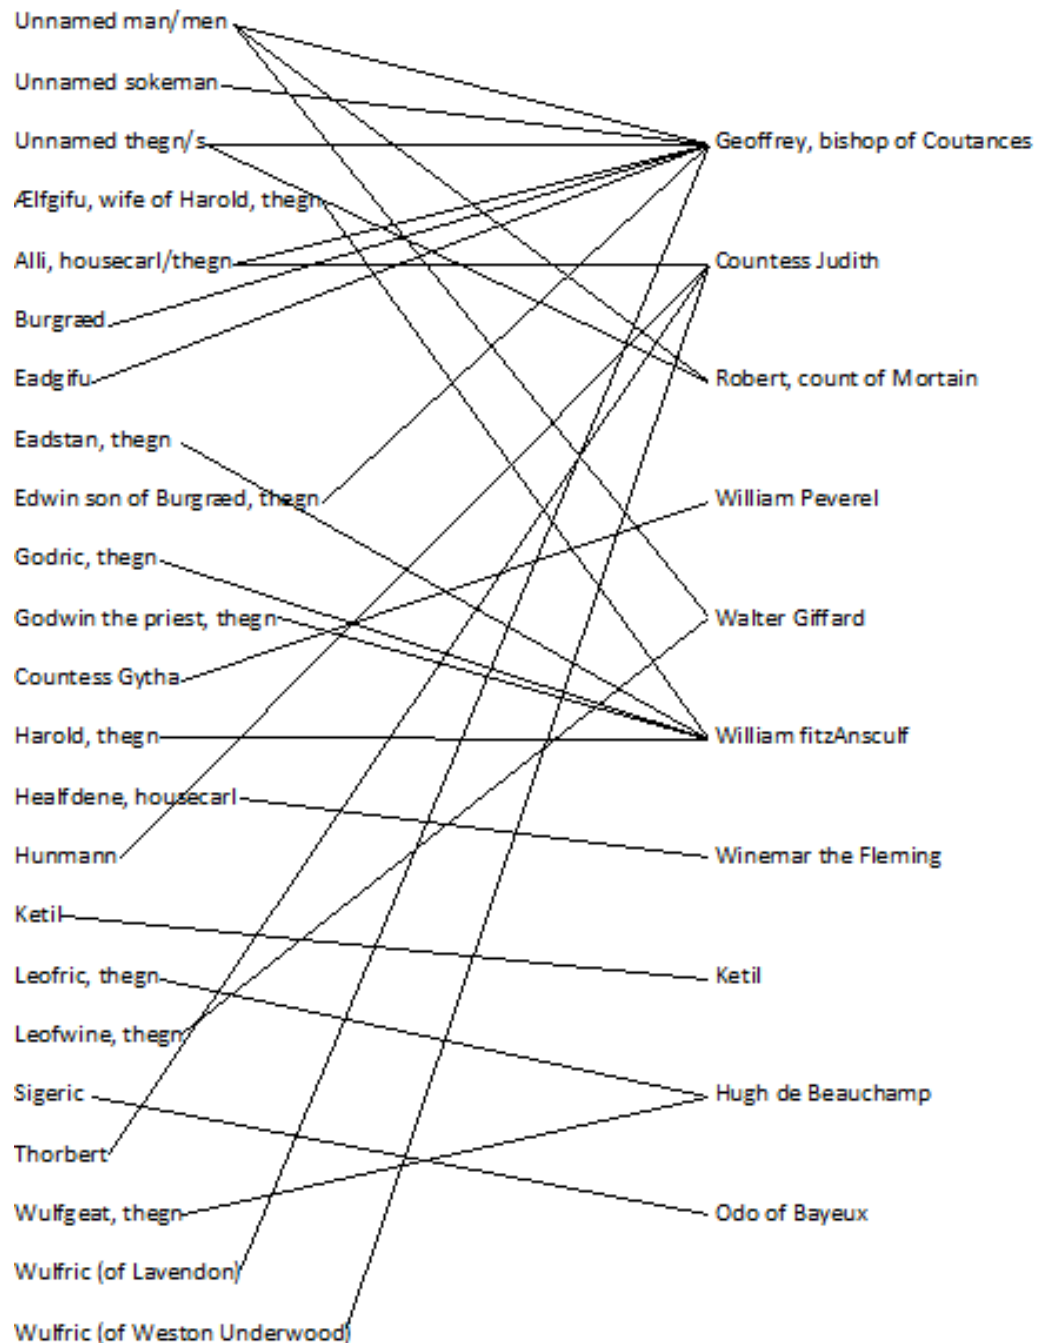 Unnamed man/men
Unnamed sokeman
Unnamed thegn/s
Ælfgifu, wife of Harold, thegn
Alli, housecarl/thegn
Burgræd
Eadgifu
Eadstan, thegn
Edwin son of Burgræd, thegn
Godric, thegn
Godwin the priest, thegn
Countess Gytha
Harold, thegn
Healfdene, housecarl
Hunmann
Ketil
Leofric, thegn
Leofwine, thegn
Sigeric
Thorbert
Wulfgeat, thegn
Wulfric (of Lavendon)
Wulfric (of Weston Underwood)
Geoffrey, bishop of Coutances
Countess Judith
Robert, count of Mortain
William Peverel
Walter Giffard
William fitzAnsculf
Winemar the Fleming
Ketil
Hugh de Beauchamp
Odo of Bayeux